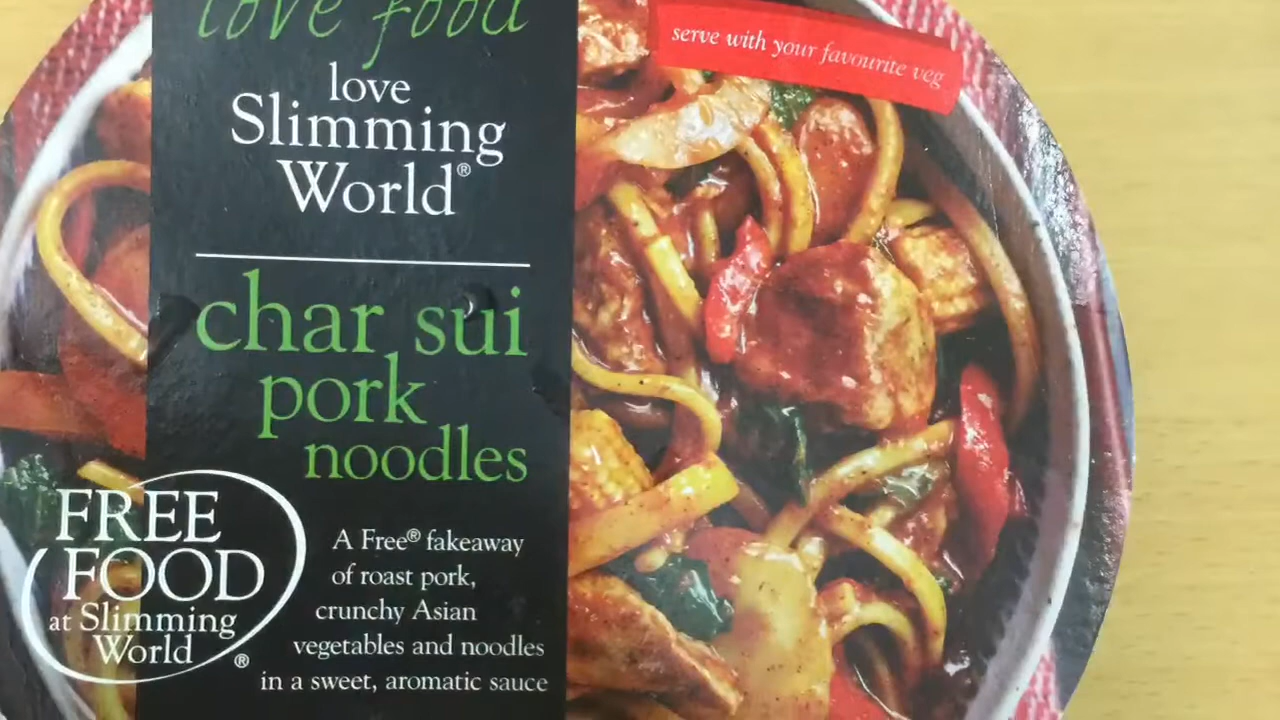 love food
love
Slimming
World®
serve with your favourite veg
char sui
pork
noodles
FREE
FOOD
at Slimming
World ®
A Free® fakeaway
of roast pork,
crunchy Asian
vegetables and noodles
in a sweet, aromatic sauce